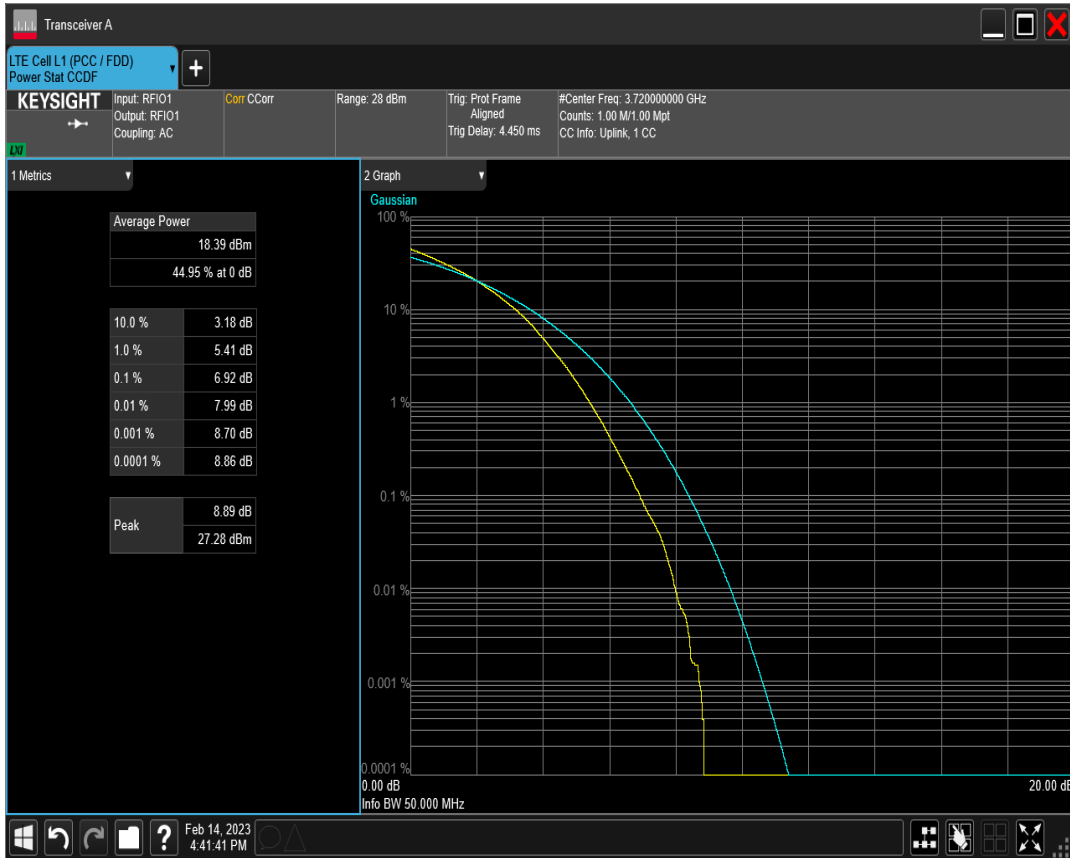 Transceiver A
LTE Cell L1 (PCC / FDD)
Power Stat CCDF
KEYSIGHT
LXI
Input: RFIO1
Output: RFIO1
Coupling: AC
Corr CCorr
Range: 28 dBm
Trig: Prot Frame
Aligned
Trig Delay: 4.450 ms
#Center Freq: 3.720000000 GHz
Counts: 1.00 M/1.00 Mpt
CC Info: Uplink, 1 CC
1 Metrics
Average Power
18.39 dBm
44.95 % at 0 dB
10.0 % 3.18 dB
1.0 % 5.41 dB
0.1 % 6.92 dB
0.01 % 7.99 dB
0.001 % 8.70 dB
0.0001 % 8.86 dB
Peak
8.89 dB
27.28 dBm
2 Graph
Gaussian
100 %
10 %
1 %
0.1 %
0.01 %
0.001 %
0.0001 %
0.00 dB
20.00 dB
Info BW 50.000 MHz
?
Feb 14, 2023
4:41:41 PM